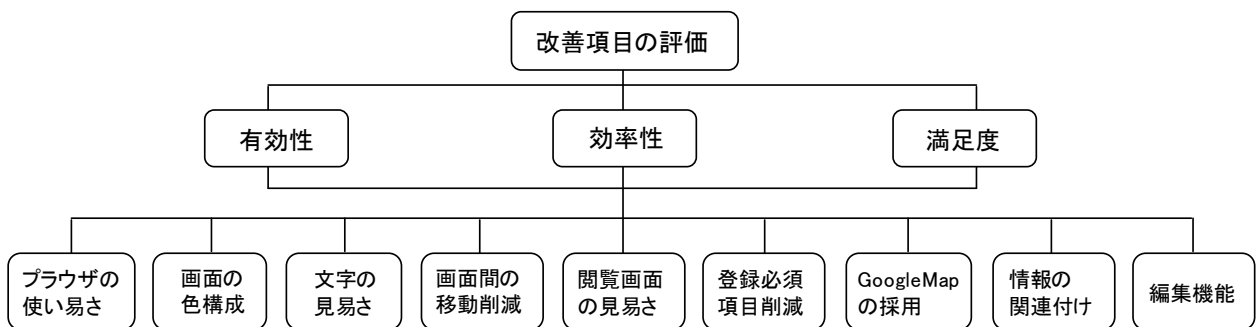 改善項目の評価
有効性
効率性
満足度
ブラウザの
使い易さ
画面の
色構成
文字の
見易さ
画面間の
移動削減
閲覧画面
の見易さ
登録必須
項目削減
GoogleMap
の採用
情報の
関連付け
編集機能